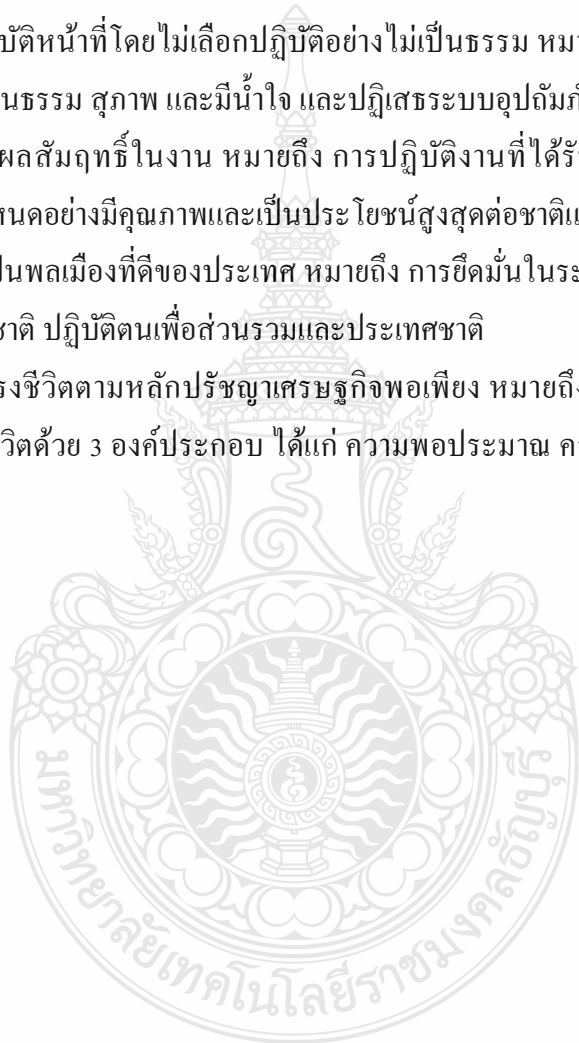 บัติหน้าที่โดยไม่เลือกปฏิบัติอย่างไม่เป็นธรรม หมา
นธรรม สุภาพ และมีน้ำใจ และปฏิเสธระบบอุปถัมภ์
ผลสัมฤทธิ์ในงาน หมายถึง การปฏิบัติงานที่ได้รั
หนดอย่างมีคุณภาพและเป็นประโยชน์สูงสุดต่อชาติแ
ป็นพลเมืองที่ดีของประเทศ หมายถึง การยึดมั่นในระ
ชาติ ปฏิบัติตนเพื่อส่วนรวมและประเทศชาติ
รงชีวิตตามหลักปรัชญาเศรษฐกิจพอเพียง หมายถึง
วิตด้วย 3 องค์ประกอบ ได้แก่ ความพอประมาณ คว
มหาวิทยาลัยเทคโนโลยีราชมงคลธัญบุรี